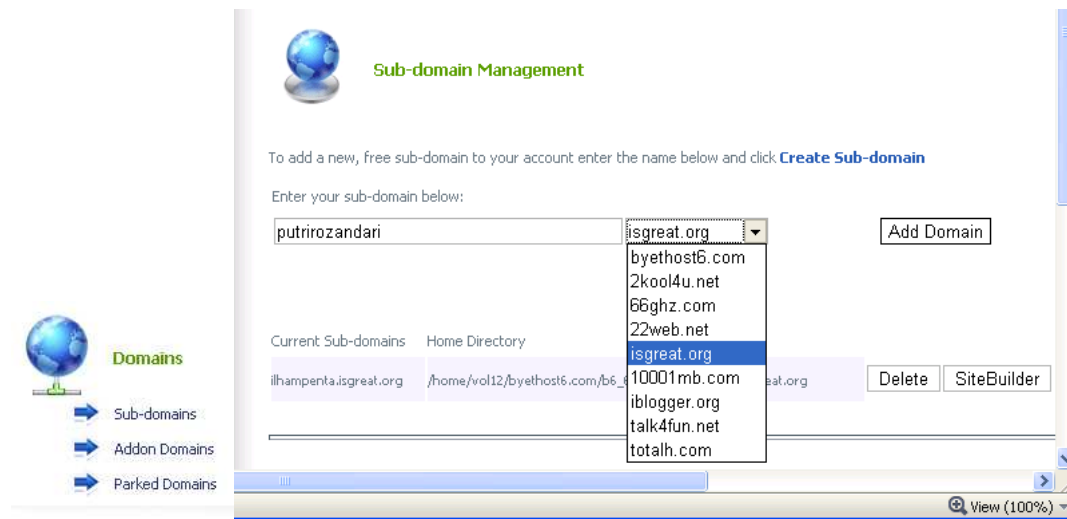 Sub-domain Management
To add a new, free sub-domain to your account enter the name below and click Create Sub-domain
Enter your sub-domain below:
putrirozandari isgreat.org Add Domain
byethost6.com
2kool4u.net
66ghz.com
22web.net
isgreat.org
10001mb.com
iblogger.org
talk4fun.net
totalh.com
Current Sub-domains Home Directory
ilhampenta.isgreat.org /home/vol12/byethost6.com/b6_ eat.org Delete SiteBuilder
Domains
Sub-domains
Addon Domains
Parked Domains
View (100%)